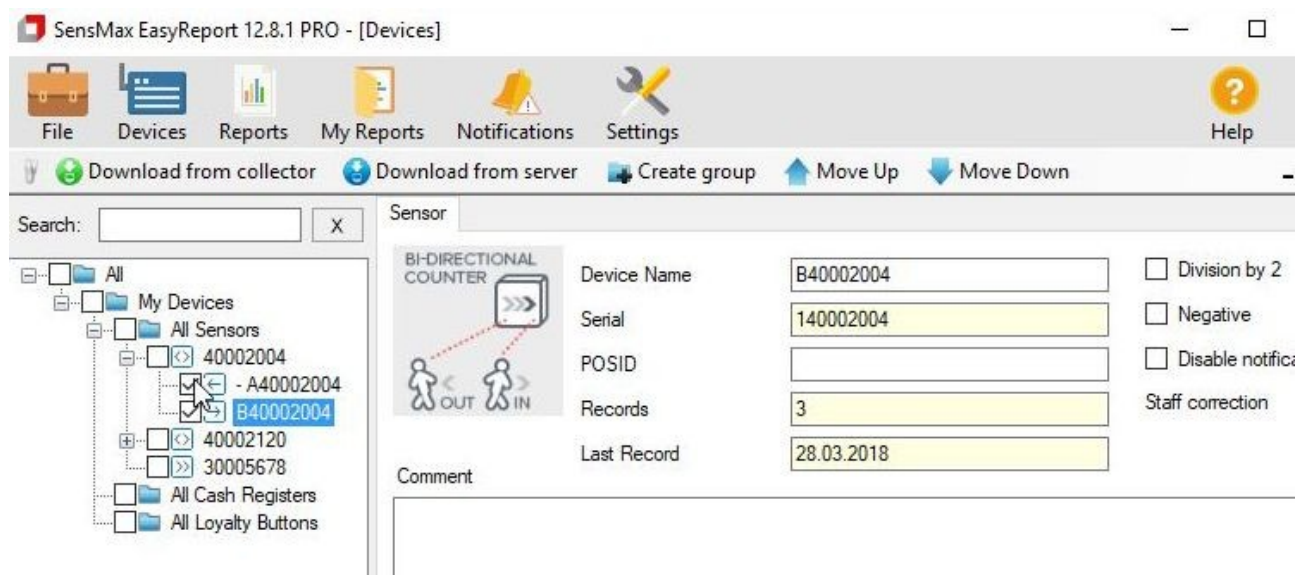 SensMax EasyReport 12.8.1 PRO - [Devices]
File Devices Reports My Reports Notifications Settings Help
Download from collector Download from server Create group Move Up Move Down
Search: X
All
My Devices
All Sensors
40002004
- A40002004
B40002004
40002120
30005678
All Cash Registers
All Loyalty Buttons
Sensor
BI-DIRECTIONAL
COUNTER
OUT IN
Device Name B40002004
Serial 140002004
POSID
Records 3
Last Record 28.03.2018
Division by 2
Negative
Disable notifica
Staff correction
Comment